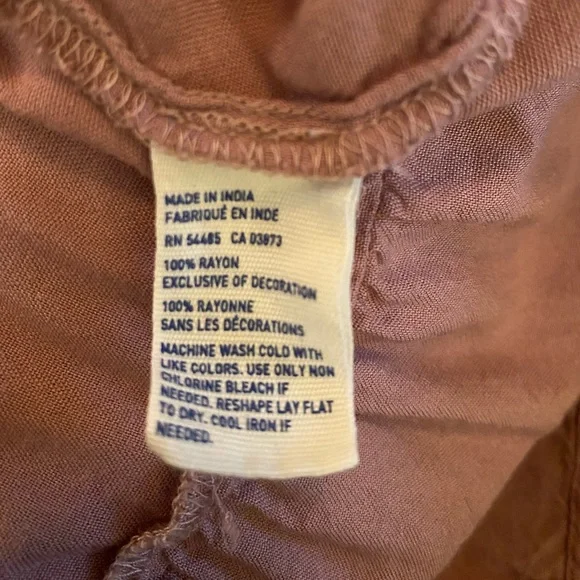 MADE IN INDIA
FABRIQUÉ EN INDE
RN 54485 CA 03973
100% RAYON
EXCLUSIVE OF DECORATION
100% RAYONNE
SANS LES DÉCORATIONS
MACHINE WASH COLD WITH
LIKE COLORS. USE ONLY NON
CHLORINE BLEACH IF
NEEDED. RESHAPE LAY FLAT
TO DRY. COOL IRON IF
NEEDED.